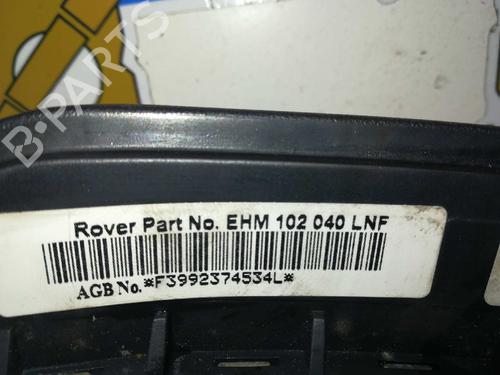 B-PARTS
Rover Part No. EHM 102 040 LNF
AGB No. *F3992374534L*